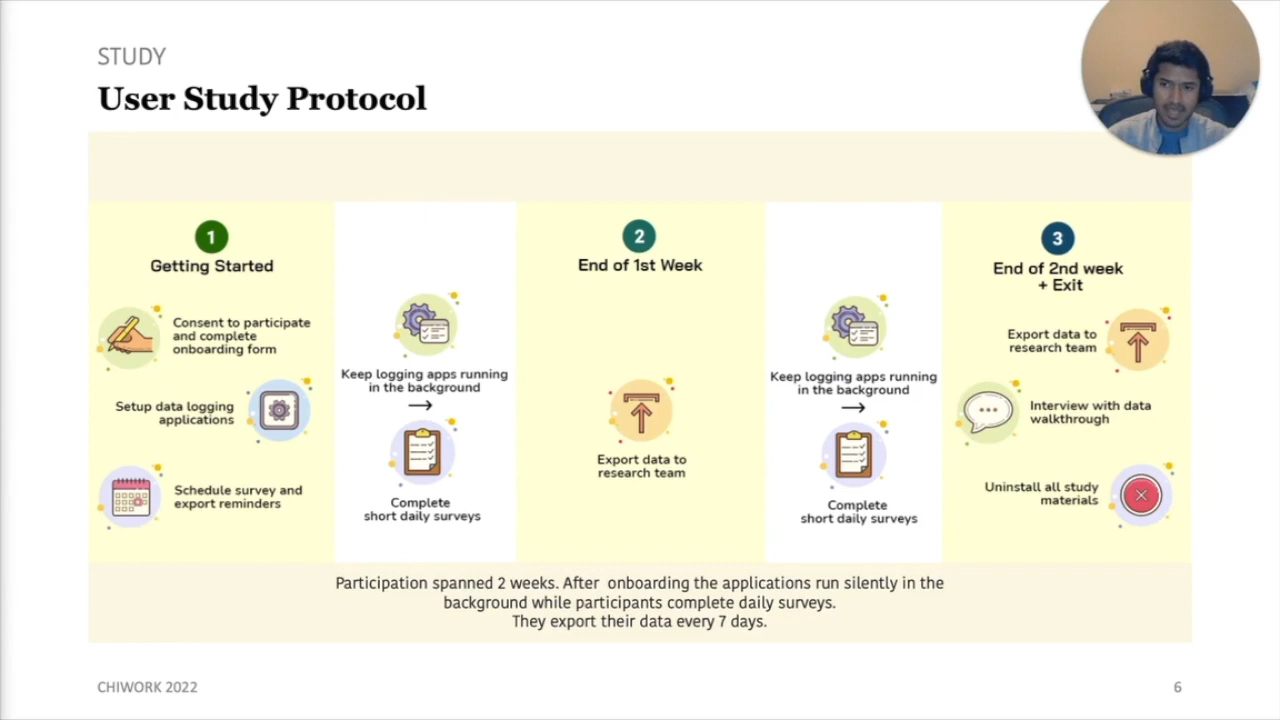 STUDY
User Study Protocol
1
Getting Started
Consent to participate
and complete
onboarding form
Setup data logging
applications
Schedule survey and
export reminders
Keep logging apps running
in the background
→
Complete
short daily surveys
2
End of 1st Week
Export data to
research team
Keep logging apps running
in the background
→
Complete
short daily surveys
3
End of 2nd week
+ Exit
Export data to
research team
Interview with data
walkthrough
Uninstall all study
materials
Participation spanned 2 weeks. After onboarding the applications run silently in the
background while participants complete daily surveys.
They export their data every 7 days.
CHIWORK 2022
6